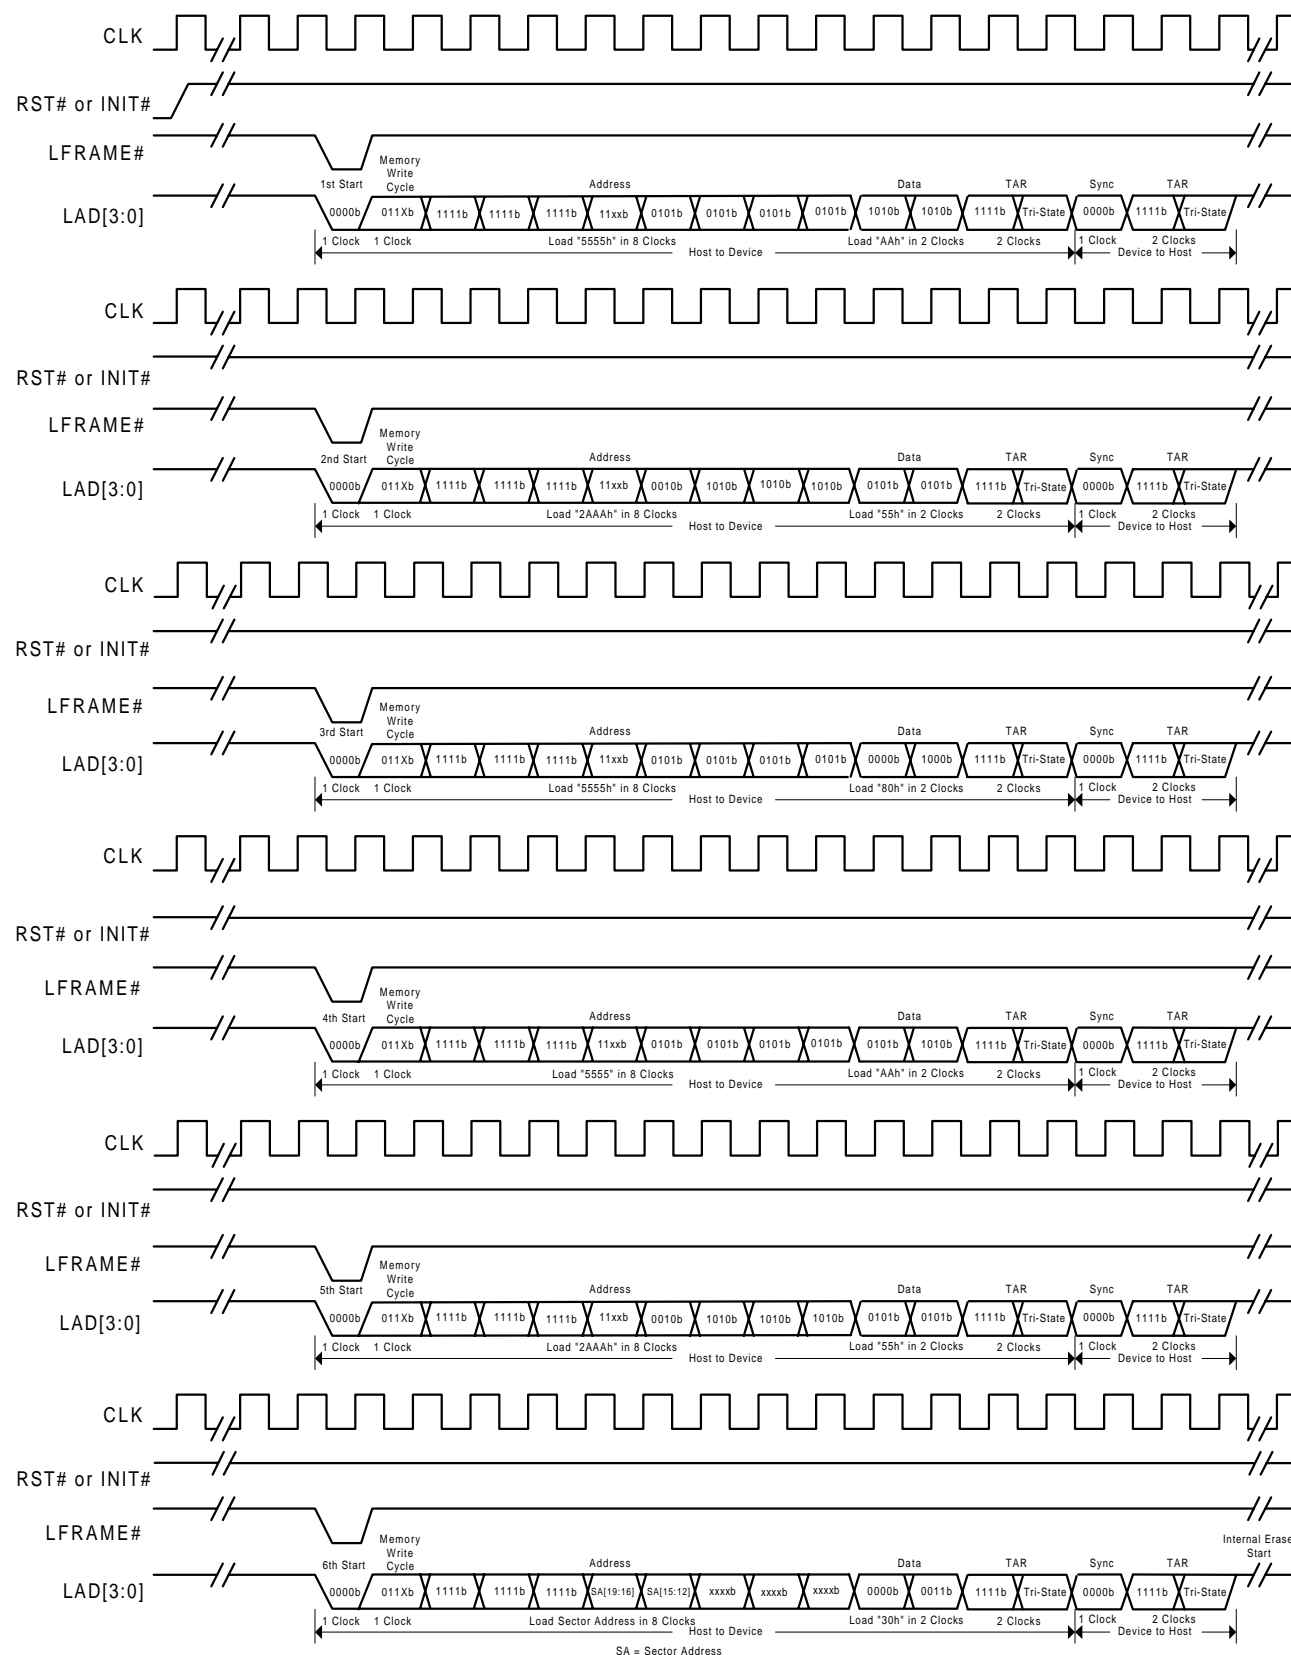 CLK
RST# or INIT#
LFRAME#
Memory
Write
Cycle
1st Start Address Data TAR Sync TAR
LAD[3:0] 0000b 011Xb 1111b 1111b 1111b 11xxb 0101b 0101b 0101b 0101b 1010b 1010b 1111b Tri-State 0000b 1111b Tri-State
1 Clock 1 Clock Load "5555h" in 8 Clocks Load "AAh" in 2 Clocks 2 Clocks 1 Clock 2 Clocks
Host to Device Device to Host
CLK
RST# or INIT#
LFRAME#
Memory
Write
Cycle
2nd Start Address Data TAR Sync TAR
LAD[3:0] 0000b 011Xb 1111b 1111b 1111b 11xxb 0010b 1010b 1010b 1010b 0101b 0101b 1111b Tri-State 0000b 1111b Tri-State
1 Clock 1 Clock Load "2AAAh" in 8 Clocks Load "55h" in 2 Clocks 2 Clocks 1 Clock 2 Clocks
Host to Device Device to Host
CLK
RST# or INIT#
LFRAME#
Memory
Write
Cycle
3rd Start Address Data TAR Sync TAR
LAD[3:0] 0000b 011Xb 1111b 1111b 1111b 11xxb 0101b 0101b 0101b 0101b 0000b 1000b 1111b Tri-State 0000b 1111b Tri-State
1 Clock 1 Clock Load "5555h" in 8 Clocks Load "80h" in 2 Clocks 2 Clocks 1 Clock 2 Clocks
Host to Device Device to Host
CLK
RST# or INIT#
LFRAME#
Memory
Write
Cycle
4th Start Address Data TAR Sync TAR
LAD[3:0] 0000b 011Xb 1111b 1111b 1111b 11xxb 0101b 0101b 0101b 0101b 0101b 1010b 1111b Tri-State 0000b 1111b Tri-State
1 Clock 1 Clock Load "5555" in 8 Clocks Load "AAh" in 2 Clocks 2 Clocks 1 Clock 2 Clocks
Host to Device Device to Host
CLK
RST# or INIT#
LFRAME#
Memory
Write
Cycle
5th Start Address Data TAR Sync TAR
LAD[3:0] 0000b 011Xb 1111b 1111b 1111b 11xxb 0010b 1010b 1010b 1010b 0101b 0101b 1111b Tri-State 0000b 1111b Tri-State
1 Clock 1 Clock Load "2AAAh" in 8 Clocks Load "55h" in 2 Clocks 2 Clocks 1 Clock 2 Clocks
Host to Device Device to Host
CLK
RST# or INIT#
LFRAME#
Memory
Write
Cycle
Internal Erase
Start
6th Start Address Data TAR Sync TAR
LAD[3:0] 0000b 011Xb 1111b 1111b 1111b SA[19:16] SA[15:12] xxxxb xxxxb xxxxb 0000b 0011b 1111b Tri-State 0000b 1111b Tri-State
1 Clock 1 Clock Load Sector Address in 8 Clocks Load "30h" in 2 Clocks 2 Clocks 1 Clock 2 Clocks
Host to Device Device to Host
SA = Sector Address